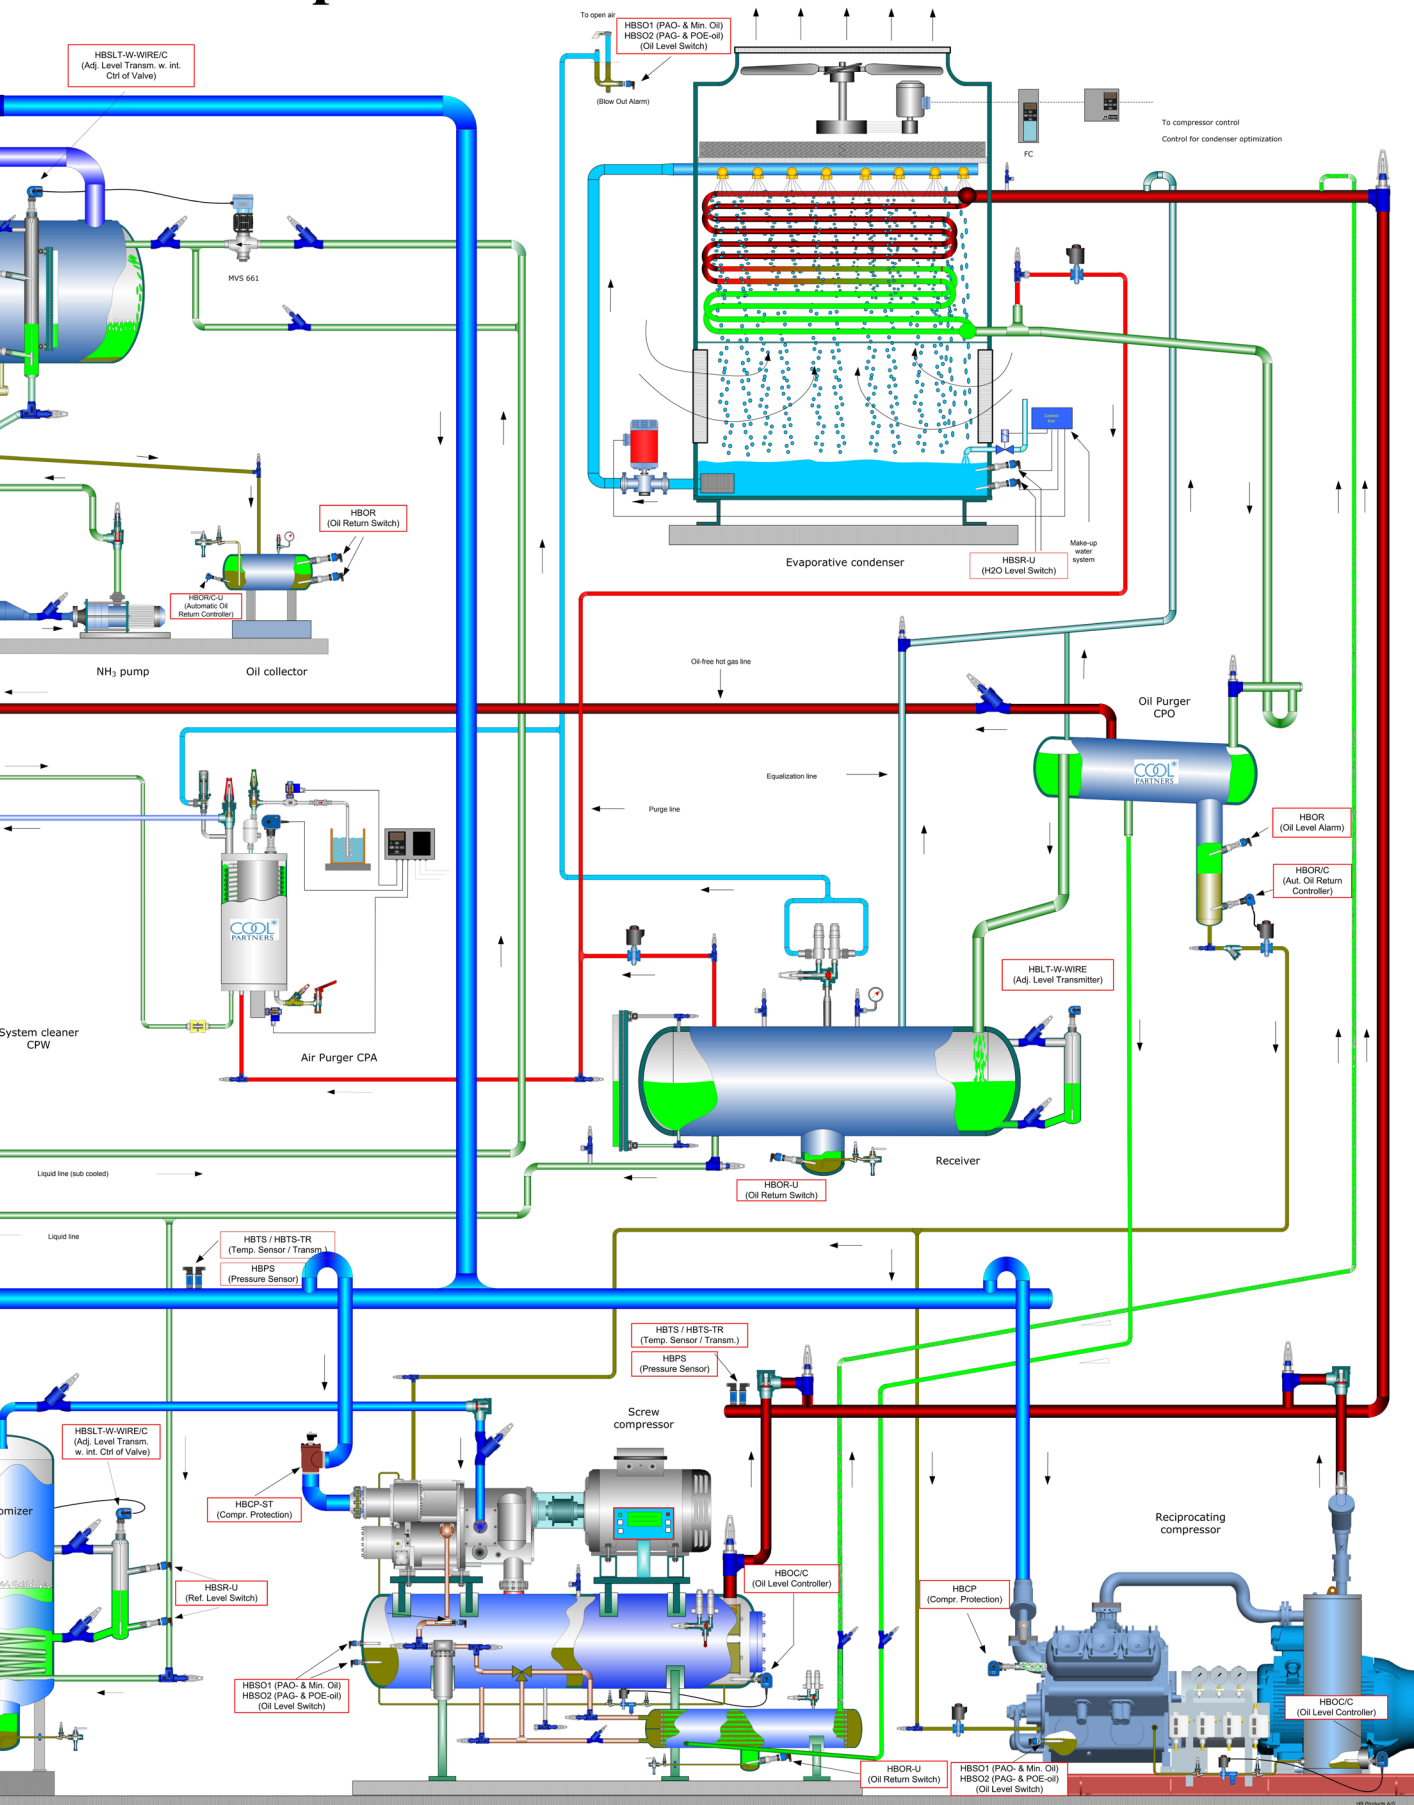 p
To open air
HBSO1 (PAO- & Min. Oil)
HBSO2 (PAG- & POE-oil)
(Oil Level Switch)
HBSLT-W-WIRE/C
(Adj. Level Transm. w. int.
Ctrl of Valve)
(Blow Out Alarm)
To compressor control
Control for condenser optimization
FC
MVS 661
HBOR
(Oil Return Switch)
Make-up
water
system
Evaporative condenser
HBSR-U
(H2O Level Switch)
HBOR/C-U
(Automatic Oil
Return Controller)
NH3 pump
Oil collector
Oil-free hot gas line
Oil Purger
CPO
COOL
PARTNERS
Equalization line
Purge line
HBOR
(Oil Level Alarm)
HBOR/C
(Aut. Oil Return
Controller)
COOL
PARTNERS
HBLT-W-WIRE
(Adj. Level Transmitter)
System cleaner
CPW
Air Purger CPA
Receiver
Liquid line (sub cooled)
HBOR-U
(Oil Return Switch)
Liquid line
HBTS / HBTS-TR
(Temp. Sensor / Transm.)
HBPS
(Pressure Sensor)
HBTS / HBTS-TR
(Temp. Sensor / Transm.)
HBPS
(Pressure Sensor)
Screw
compressor
HBSLT-W-WIRE/C
(Adj. Level Transm.
w. int. Ctrl of Valve)
HBCP-ST
(Compr. Protection)
omizer
Reciprocating
compressor
HBOC/C
(Oil Level Controller)
HBCP
(Compr. Protection)
HBSR-U
(Ref. Level Switch)
HBSO1 (PAO- & Min. Oil)
HBSO2 (PAG- & POE-oil)
(Oil Level Switch)
HBOC/C
(Oil Level Controller)
HBOR-U
(Oil Return Switch)
HBSO1 (PAO- & Min. Oil)
HBSO2 (PAG- & POE-oil)
(Oil Level Switch)
HB Products A/S